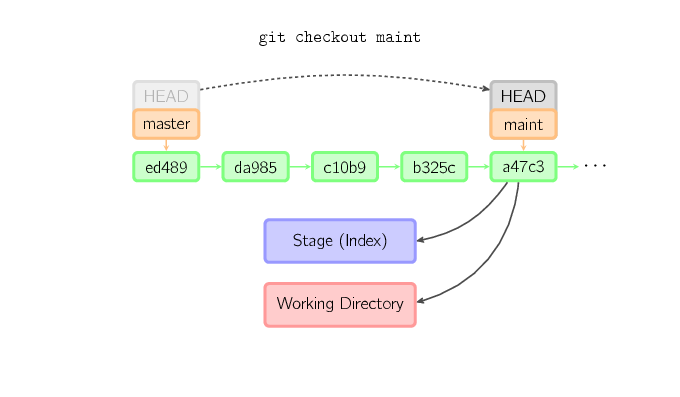 git checkout maint
HEAD
HEAD
master
maint
ed489
da985
c10b9
b325c
a47c3
...
Stage (Index)
Working Directory